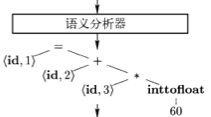 语义分析器
=
⟨id, 1⟩ +
⟨id, 2⟩ *
⟨id, 3⟩ inttofloat
60